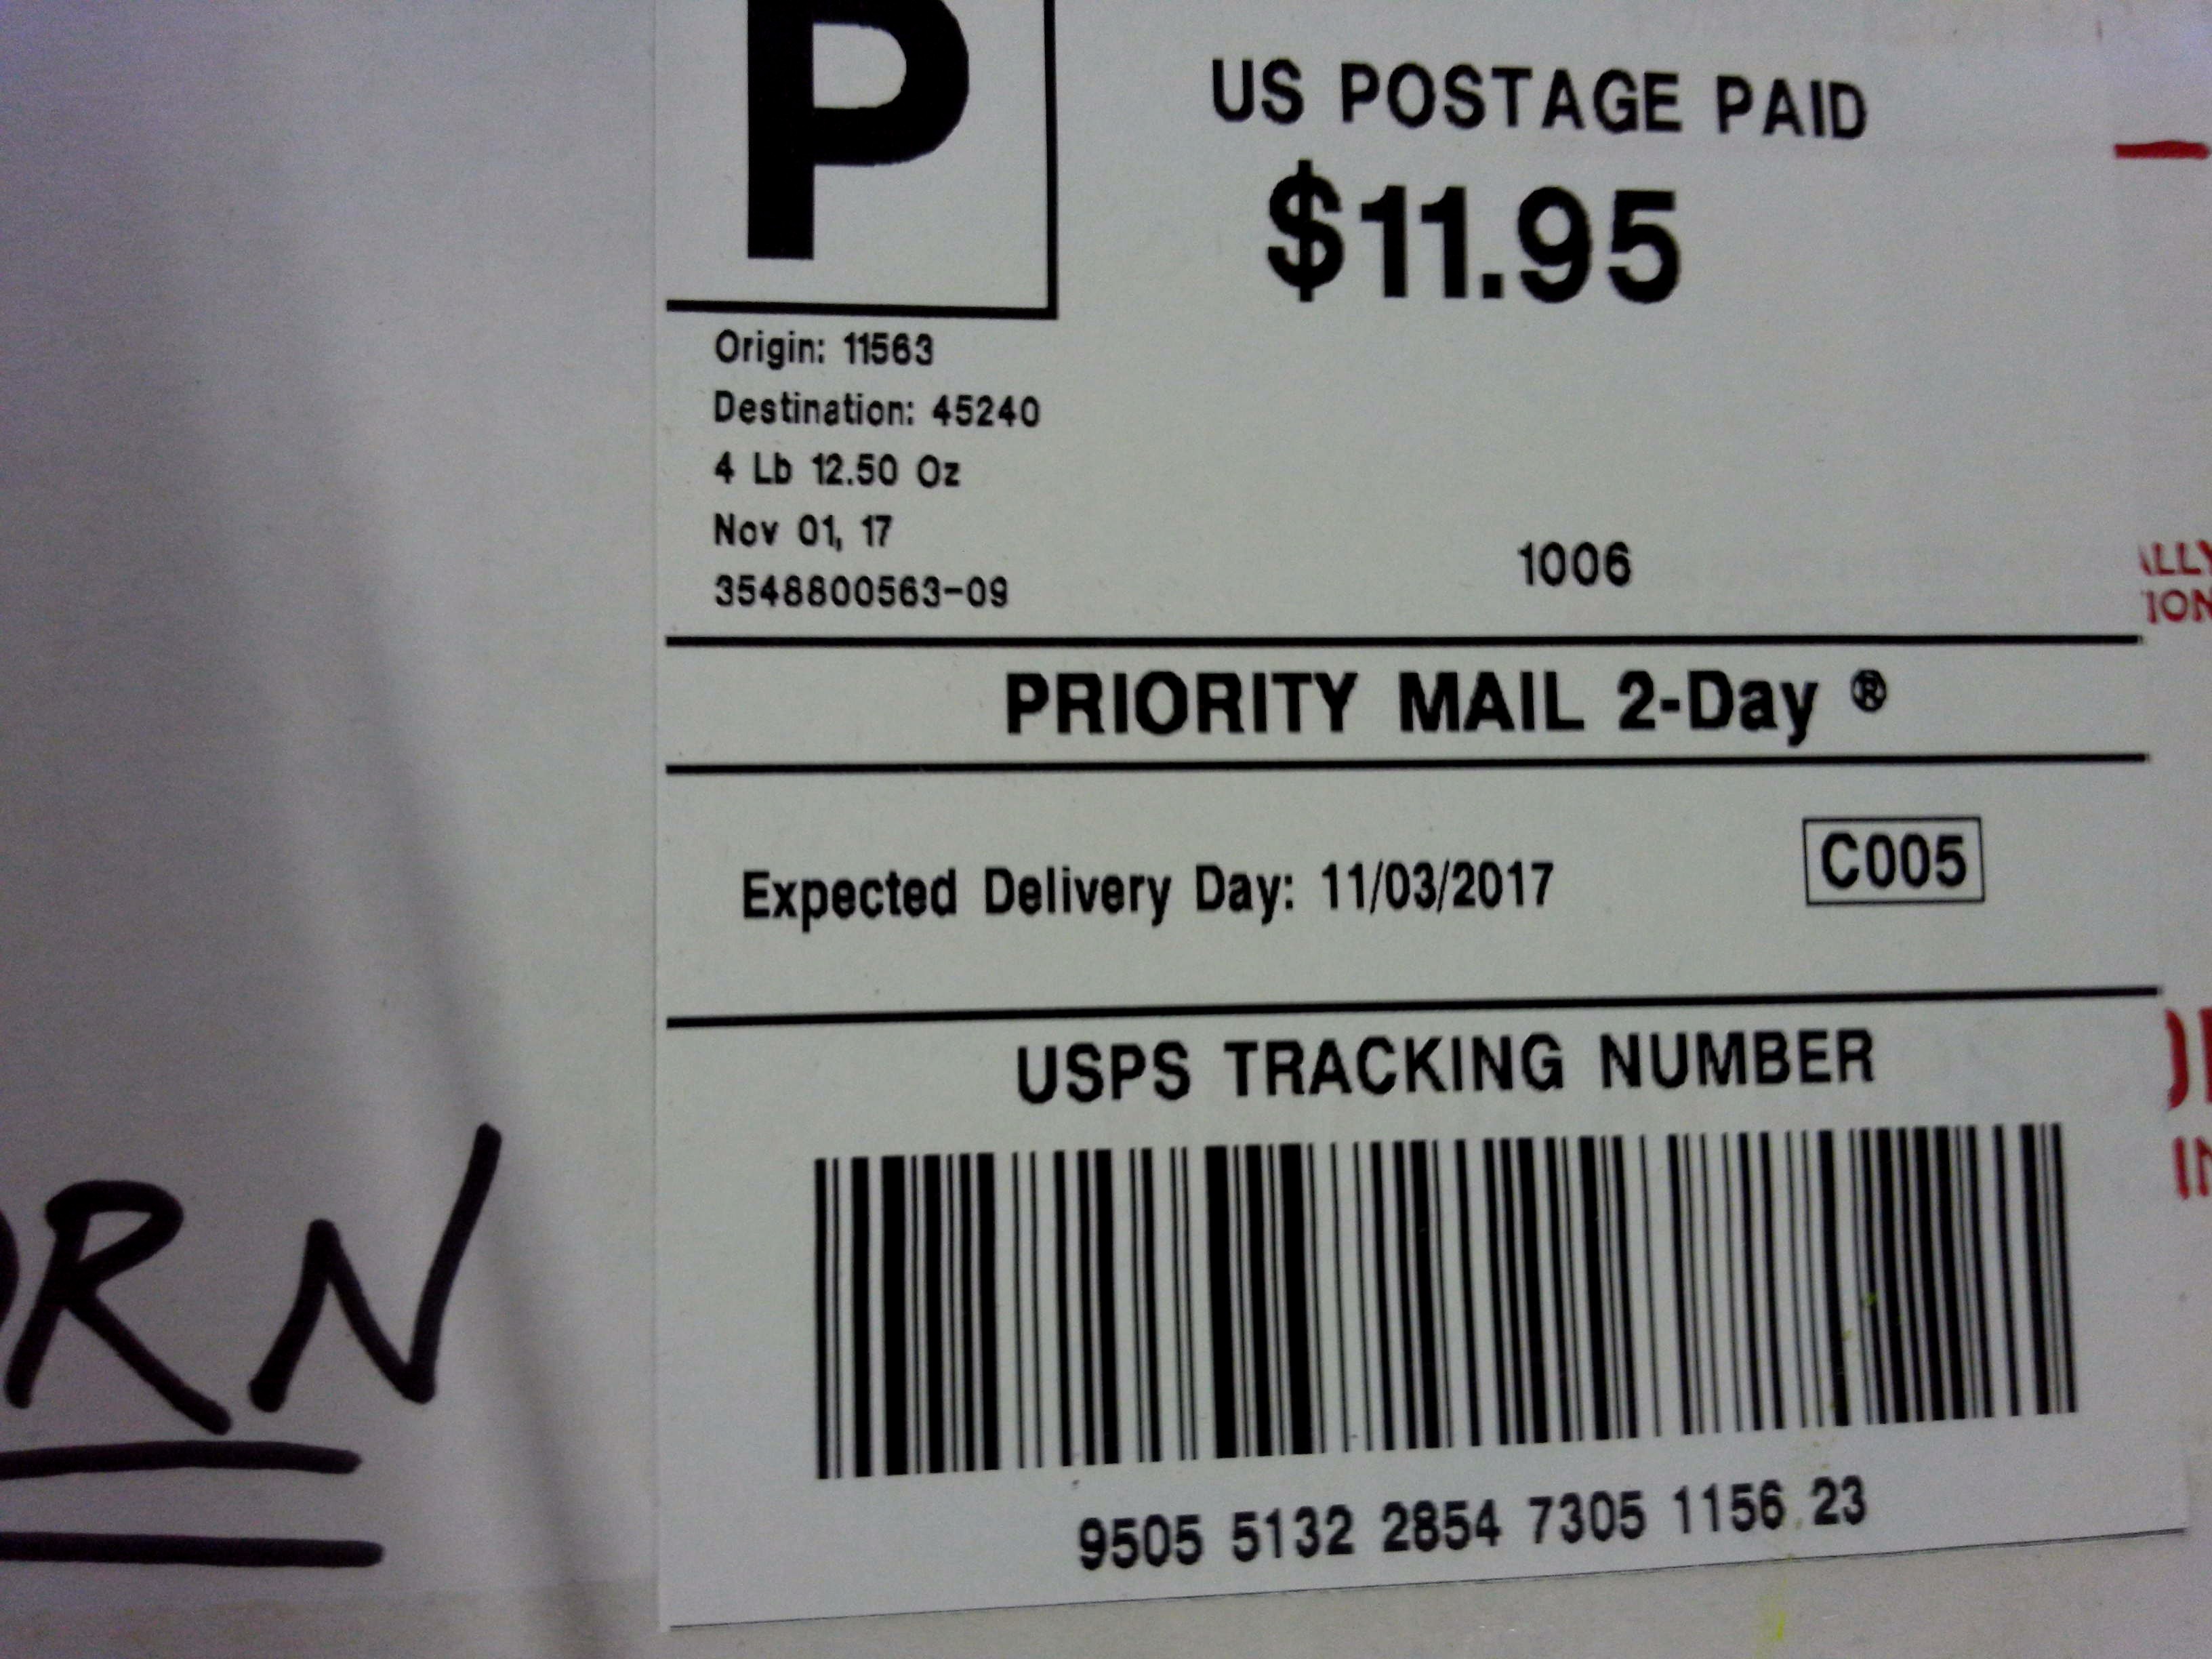 P
US POSTAGE PAID
$11.95
Origin: 11563
Destination: 45240
4 Lb 12.50 Oz
Nov 01, 17
3548800563-09
1006
PRIORITY MAIL 2-Day ®
Expected Delivery Day: 11/03/2017
C005
USPS TRACKING NUMBER
9505 5132 2854 7305 1156 23
RN